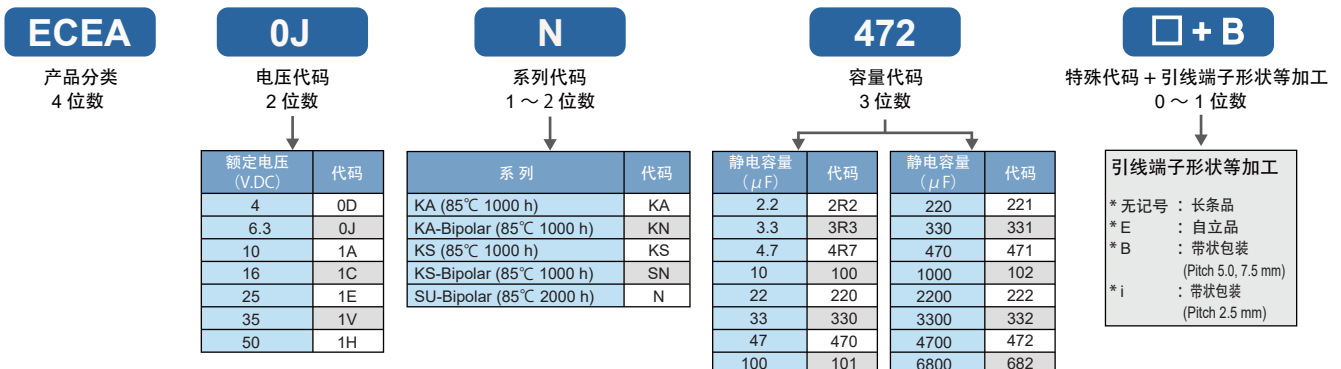 ECEA 0J N 472 □ + B
产品分类 电压代码 系列代码 容量代码 特殊代码 + 引线端子形状等加工
4 位数 2 位数 1 ～ 2 位数 3 位数 0 ～ 1 位数
额定电压
(V.DC) 代码
4 0D
6.3 0J
10 1A
16 1C
25 1E
35 1V
50 1H
系 列 代码
KA (85℃ 1000 h) KA
KA-Bipolar (85℃ 1000 h) KN
KS (85℃ 1000 h) KS
KS-Bipolar (85℃ 1000 h) SN
SU-Bipolar (85℃ 2000 h) N
静电容量
(μF) 代码
2.2 2R2
3.3 3R3
4.7 4R7
10 100
22 220
33 330
47 470
100 101
静电容量
(μF) 代码
220 221
330 331
470 471
1000 102
2200 222
3300 332
4700 472
6800 682
引线端子形状等加工
* 无记号 ：长条品
* E ：自立品
* B ：带状包装
(Pitch 5.0, 7.5 mm)
* i ：带状包装
(Pitch 2.5 mm)